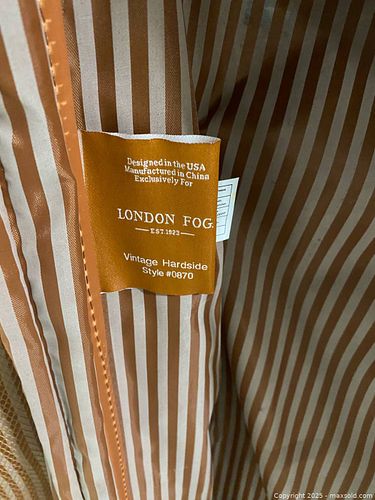 Designed in the USA
Manufactured in China
Exclusively For
LONDON FOG
EST.1923
Vintage Hardside
Style #0870
Copyright © 2025 - maxsold.com